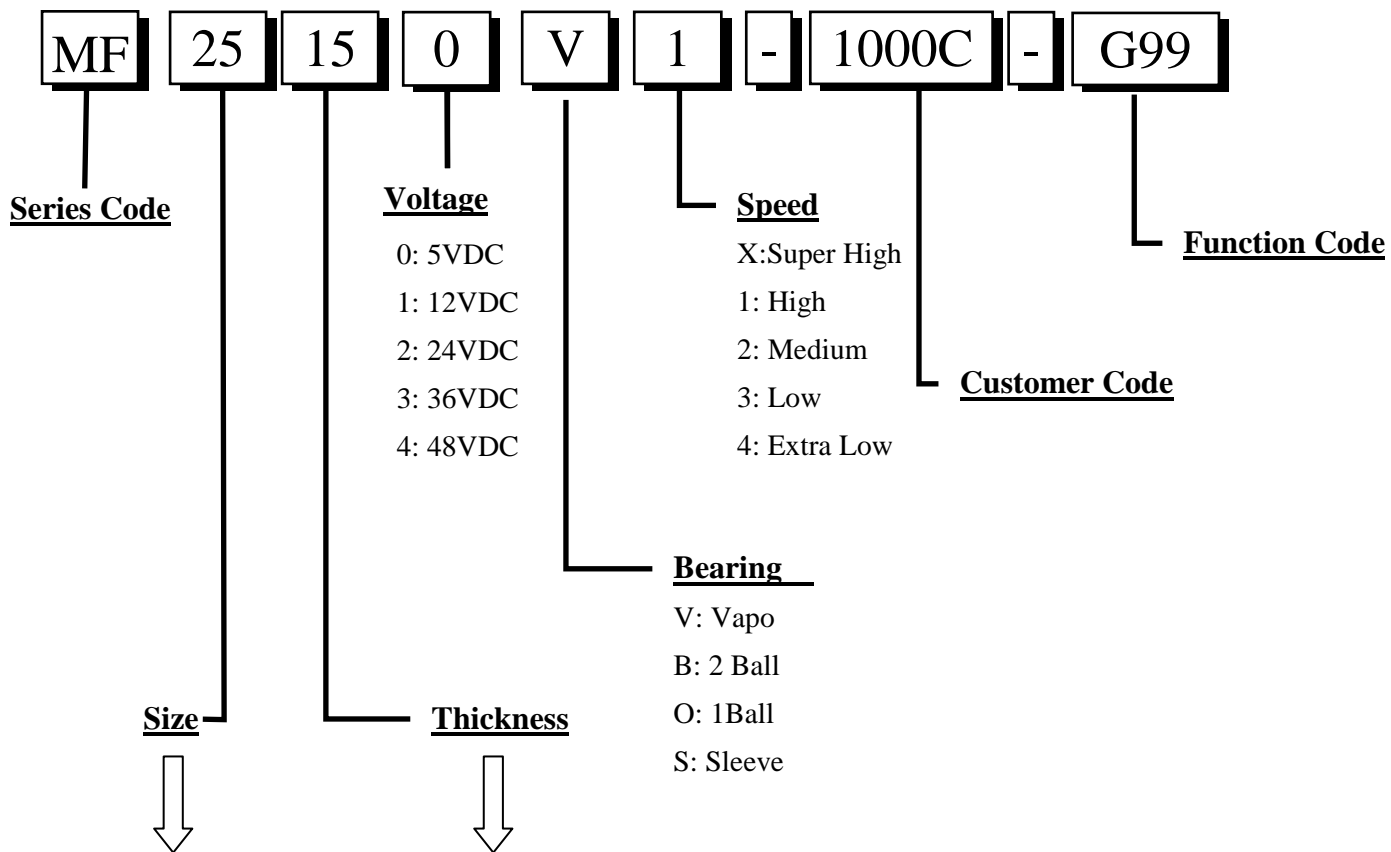 MF 25 15 0 V 1 - 1000C - G99
Series Code
Voltage
0: 5VDC
1: 12VDC
2: 24VDC
3: 36VDC
4: 48VDC
Speed
X:Super High
1: High
2: Medium
3: Low
4: Extra Low
Function Code
Customer Code
Bearing
V: Vapo
B: 2 Ball
O: 1Ball
S: Sleeve
Size
Thickness